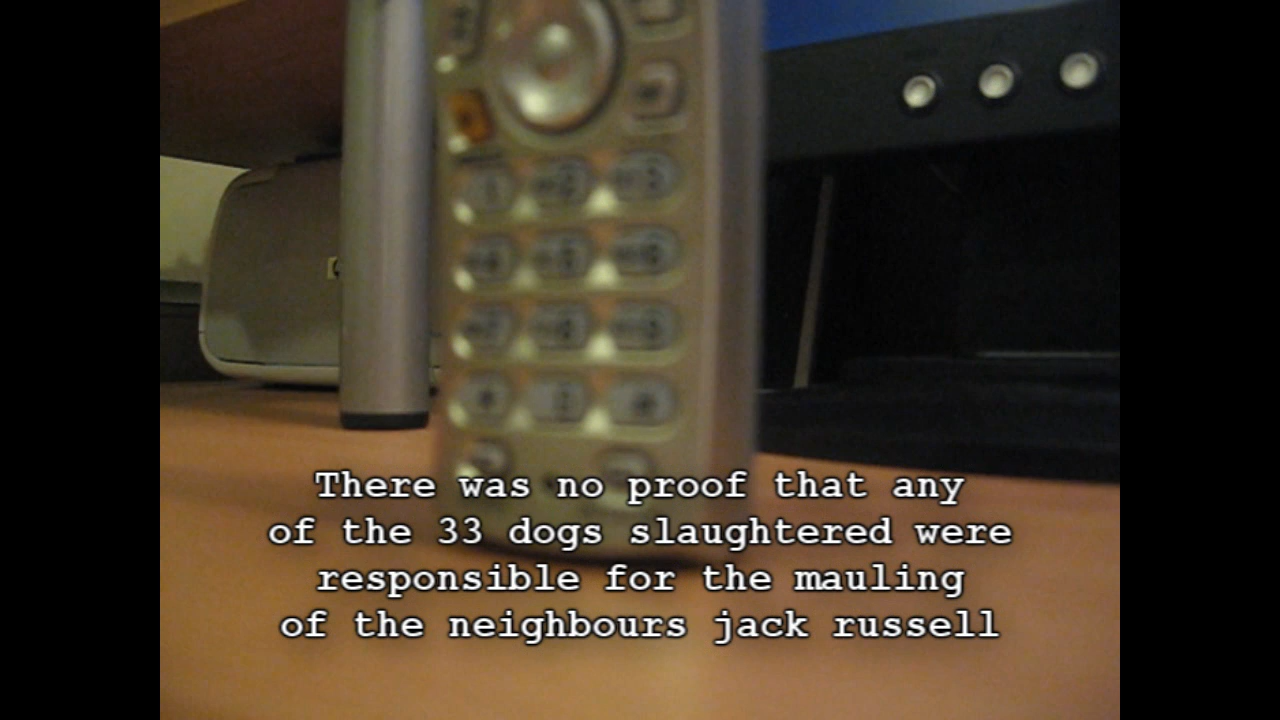 There was no proof that any
of the 33 dogs slaughtered were
responsible for the mauling
of the neighbours jack russell